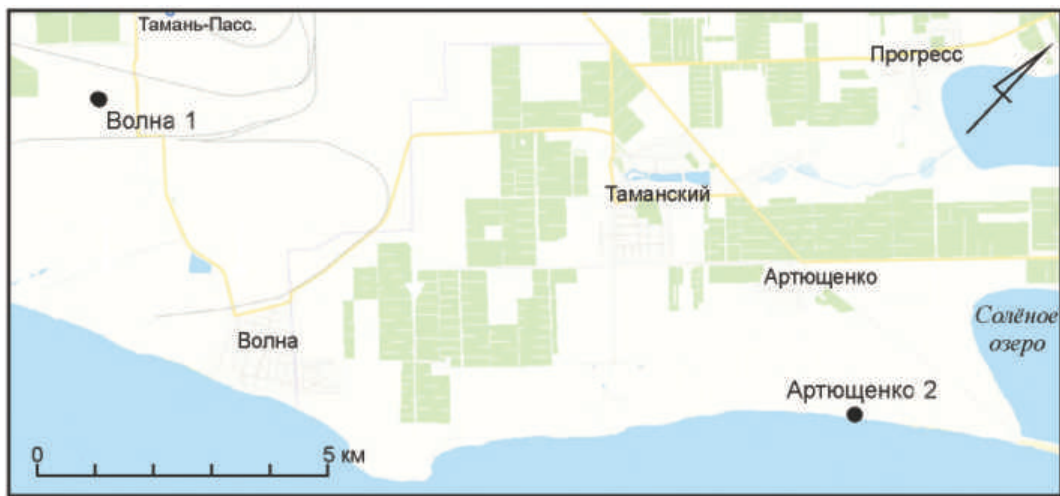 Тамань-Пасс.
Прогресс
Волна 1
Таманский
Артющенко
Солёное
озеро
Волна
Артющенко 2
0
5 км